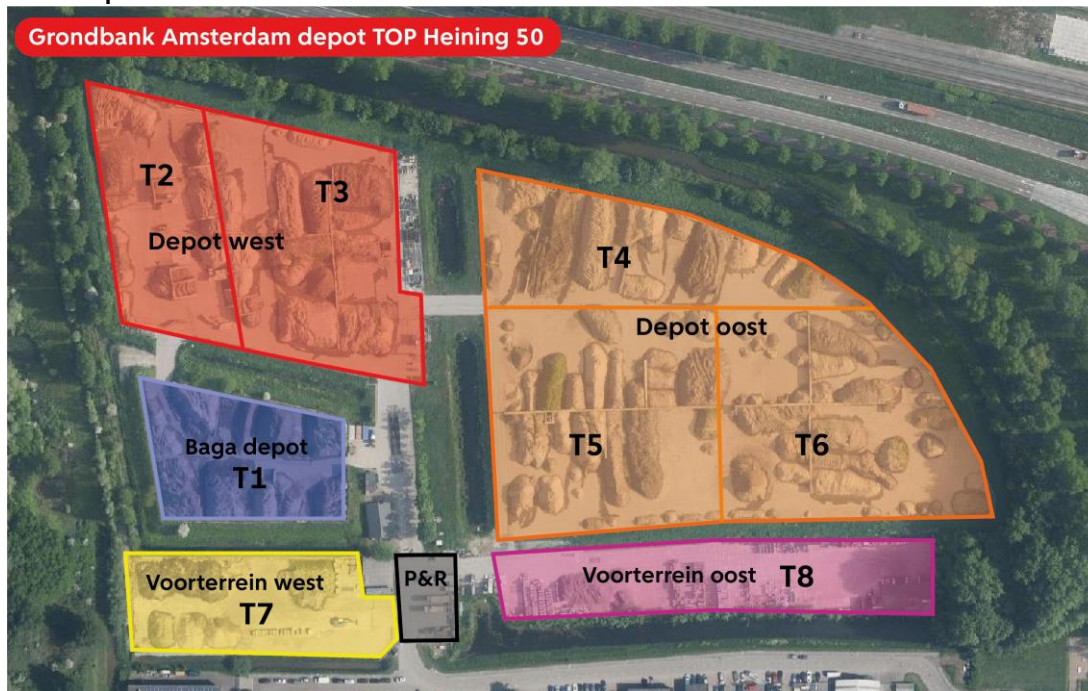 Grondbank Amsterdam depot TOP Heining 50
T2
T3
Depot west
T4
Depot oost
Baga depot
T1
T5
T6
Voorterrein west
T7
P&R
Voorterrein oost T8